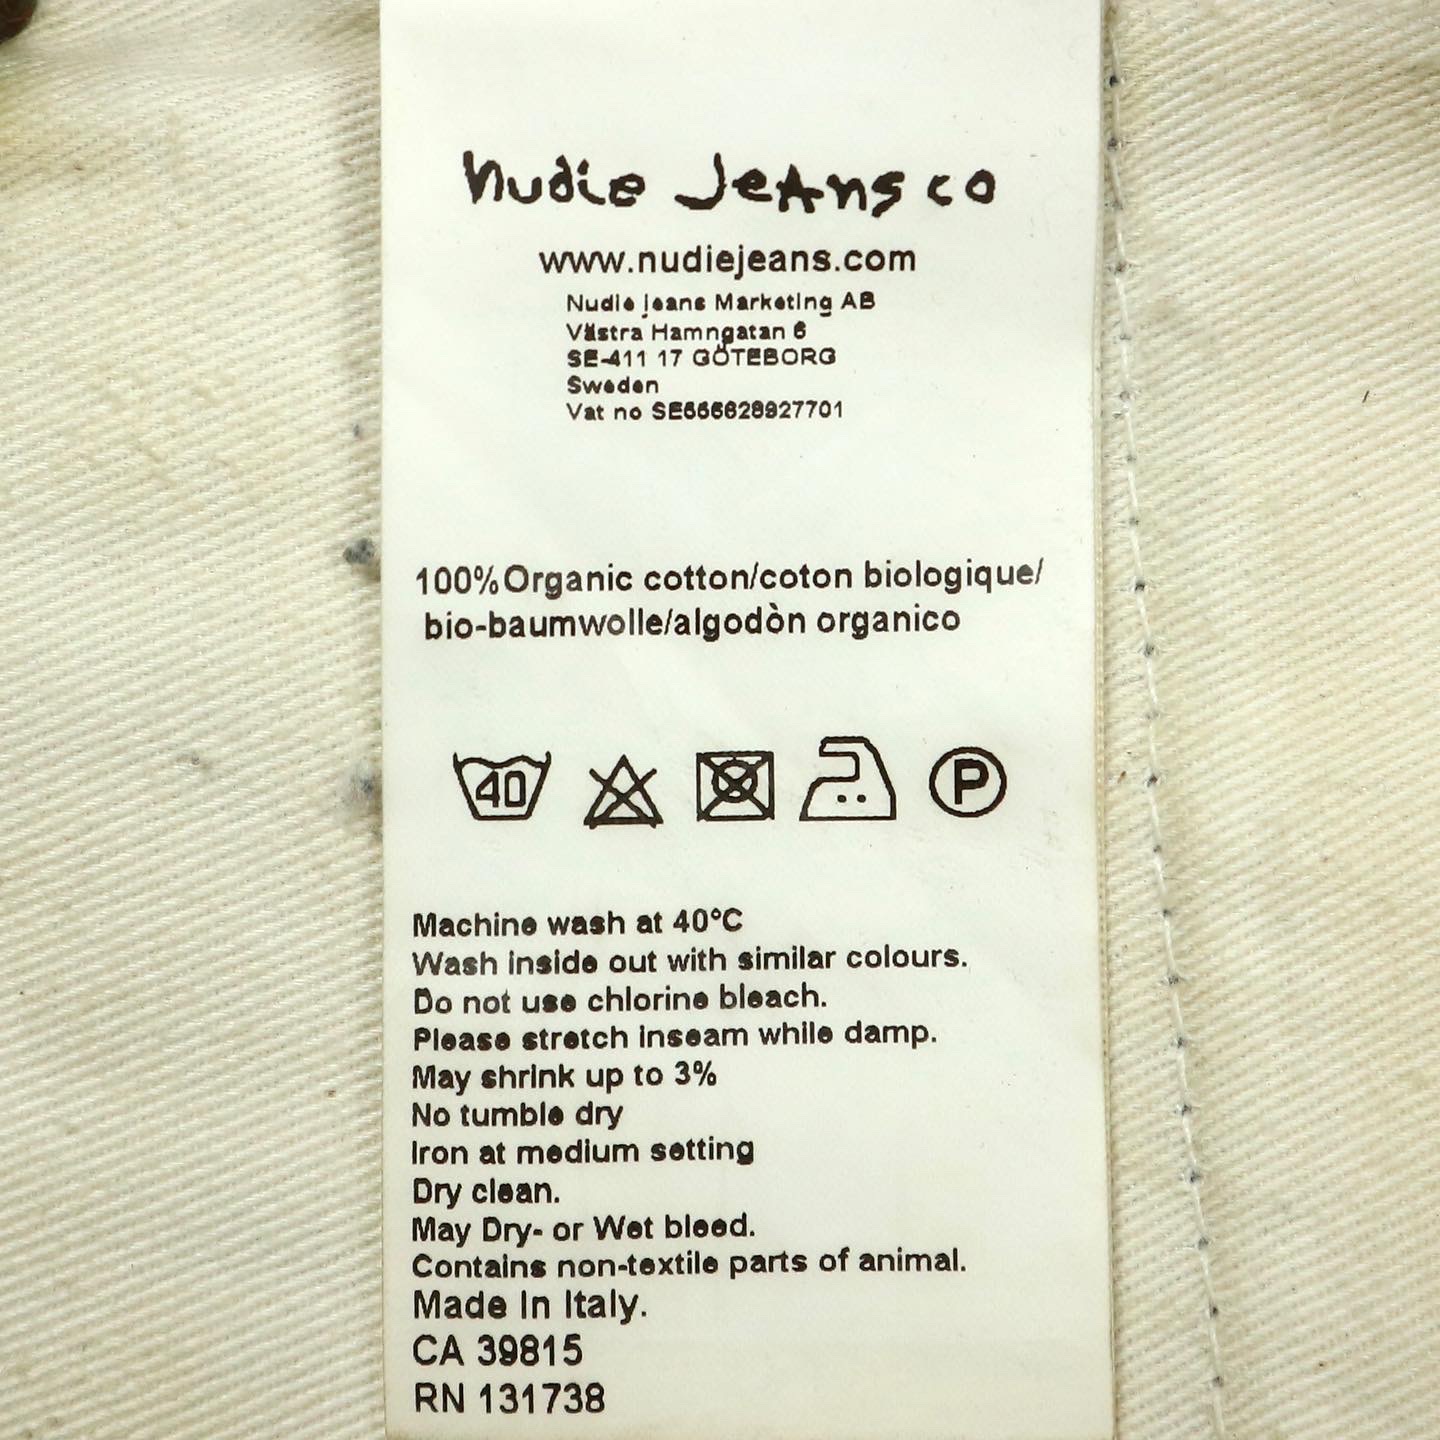 nudie Jeans co
www.nudiejeans.com
Nudie Jeans Marketing AB
Västra Hamngatan 6
SE-411 17 GÖTEBORG
Sweden
Vat no
100%Organic cotton/coton biologique/
bio-baumwolle/algodòn organico
40 P
Machine wash at 40°C
Wash inside out with similar colours.
Do not use chlorine bleach.
Please stretch inseam while damp.
May shrink up to 3%
No tumble dry
Iron at medium setting
Dry clean.
May Dry- or Wet bleed.
Contains non-textile parts of animal.
Made In Italy.
CA 39815
RN 131738